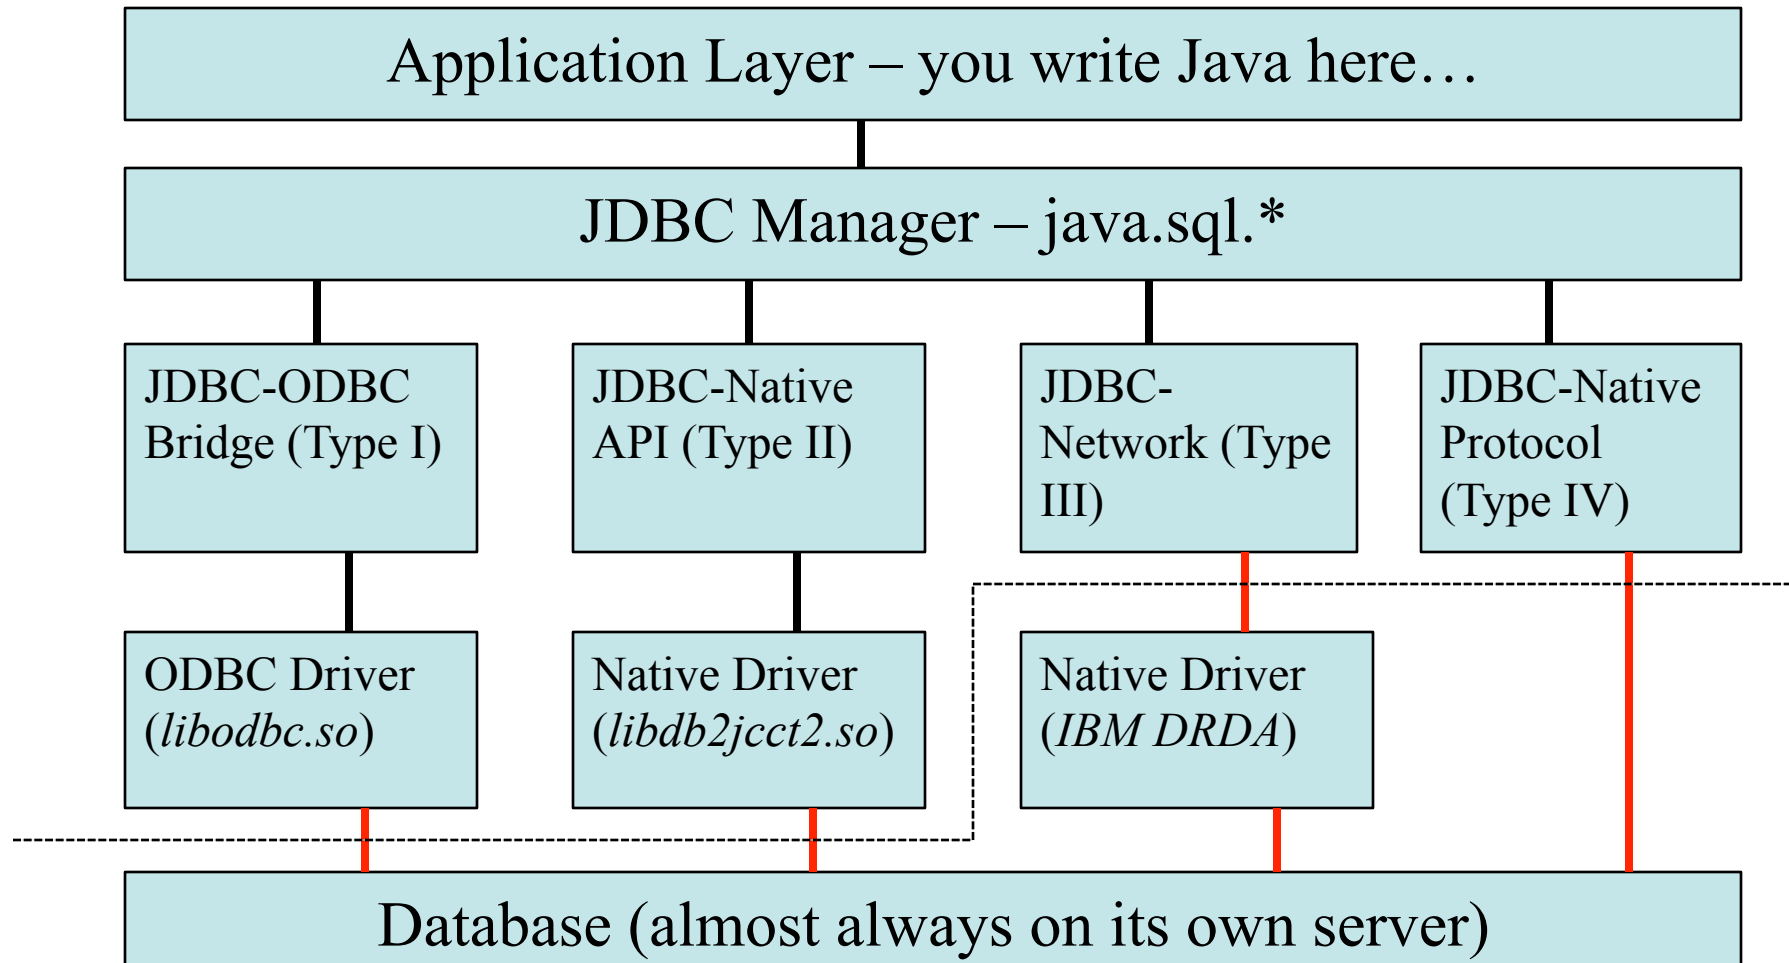 Application Layer – you write Java here…
JDBC Manager – java.sql.*
JDBC-ODBC
Bridge (Type I)
JDBC-Native
API (Type II)
JDBC-
Network (Type
III)
JDBC-Native
Protocol
(Type IV)
ODBC Driver
(libodbc.so)
Native Driver
(libdb2jcct2.so)
Native Driver
(IBM DRDA)
Database (almost always on its own server)